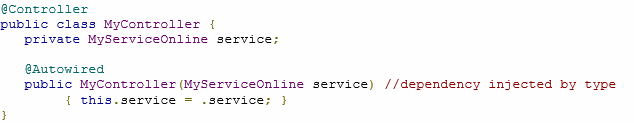 @Controller
public class MyController {
private MyServiceOnline service;
@Autowired
public MyController(MyServiceOnline service) //dependency injected by type
{ this.service = .service; }
}